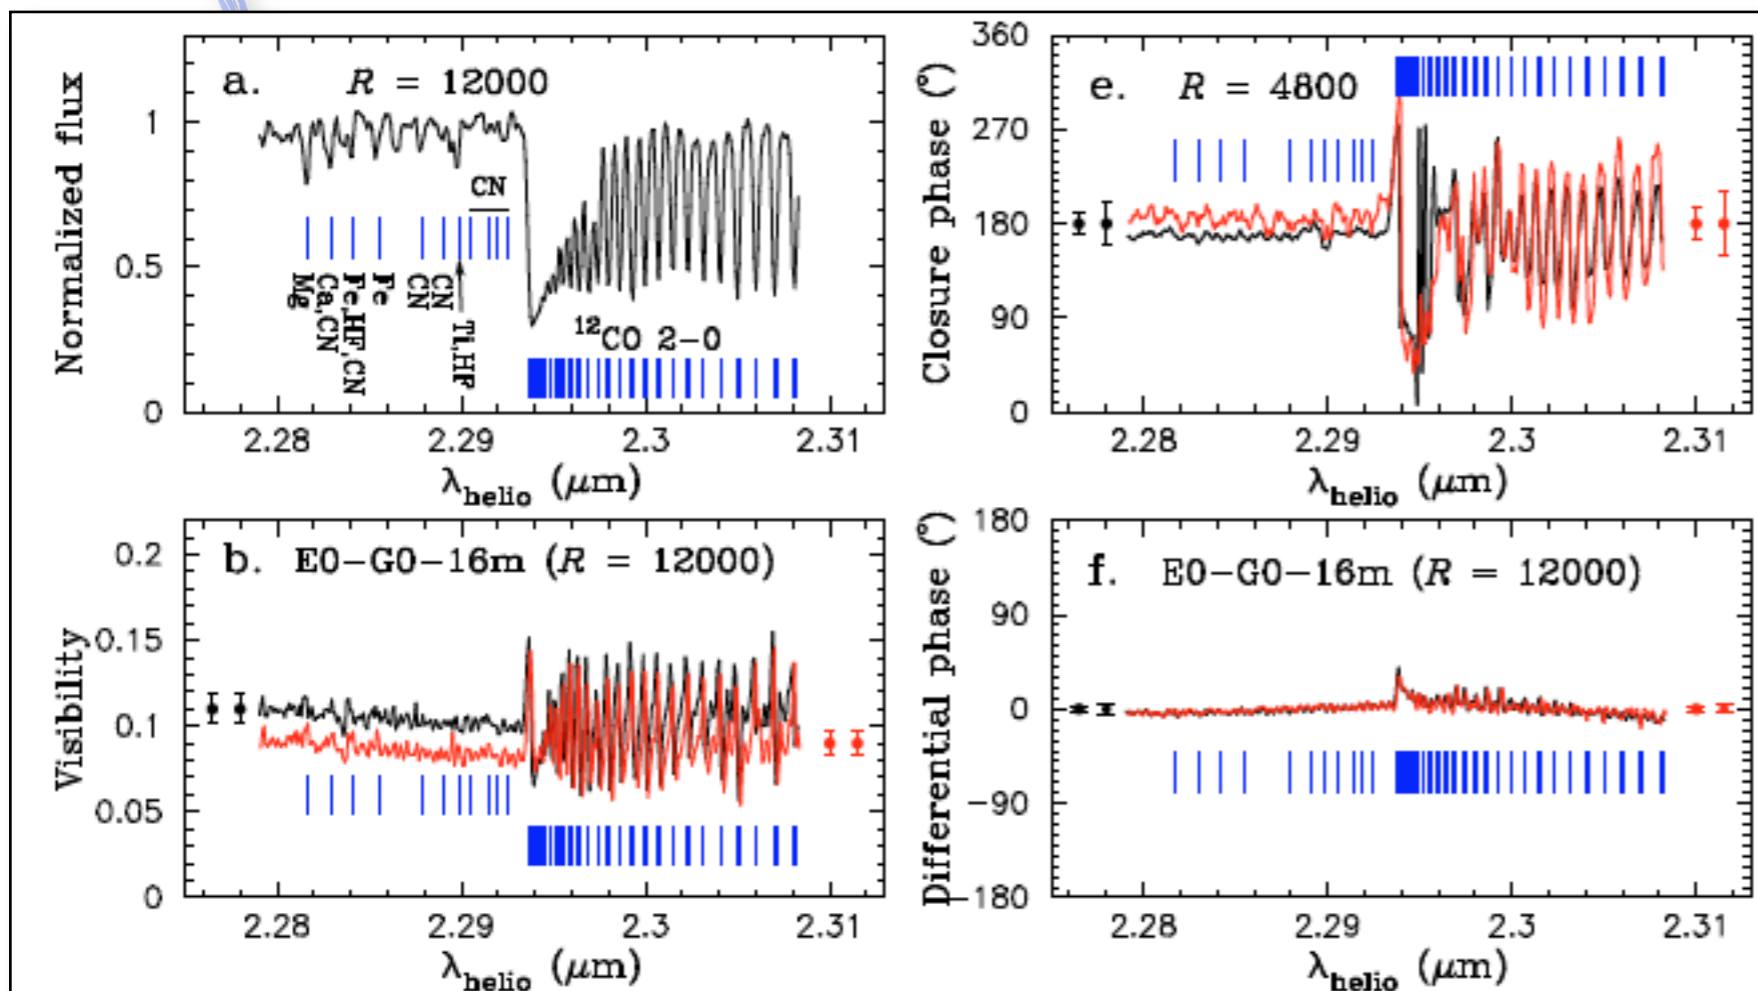 a. R = 12000
Normalized flux
1
0.5
0
CN
Mg
Ca,CN
Fe,HF,CN
Fe
CN
CN
Ti,HF
¹²CO 2-0
2.28 2.29 2.3 2.31
λhelio (μm)
e. R = 4800
Closure phase (°)
360
270
180
90
0
2.28 2.29 2.3 2.31
λhelio (μm)
b. E0-G0-16m (R = 12000)
Visibility
0.2
0.15
0.1
0.05
0
2.28 2.29 2.3 2.31
λhelio (μm)
f. E0-G0-16m (R = 12000)
Differential phase (°)
180
90
0
-90
-180
2.28 2.29 2.3 2.31
λhelio (μm)